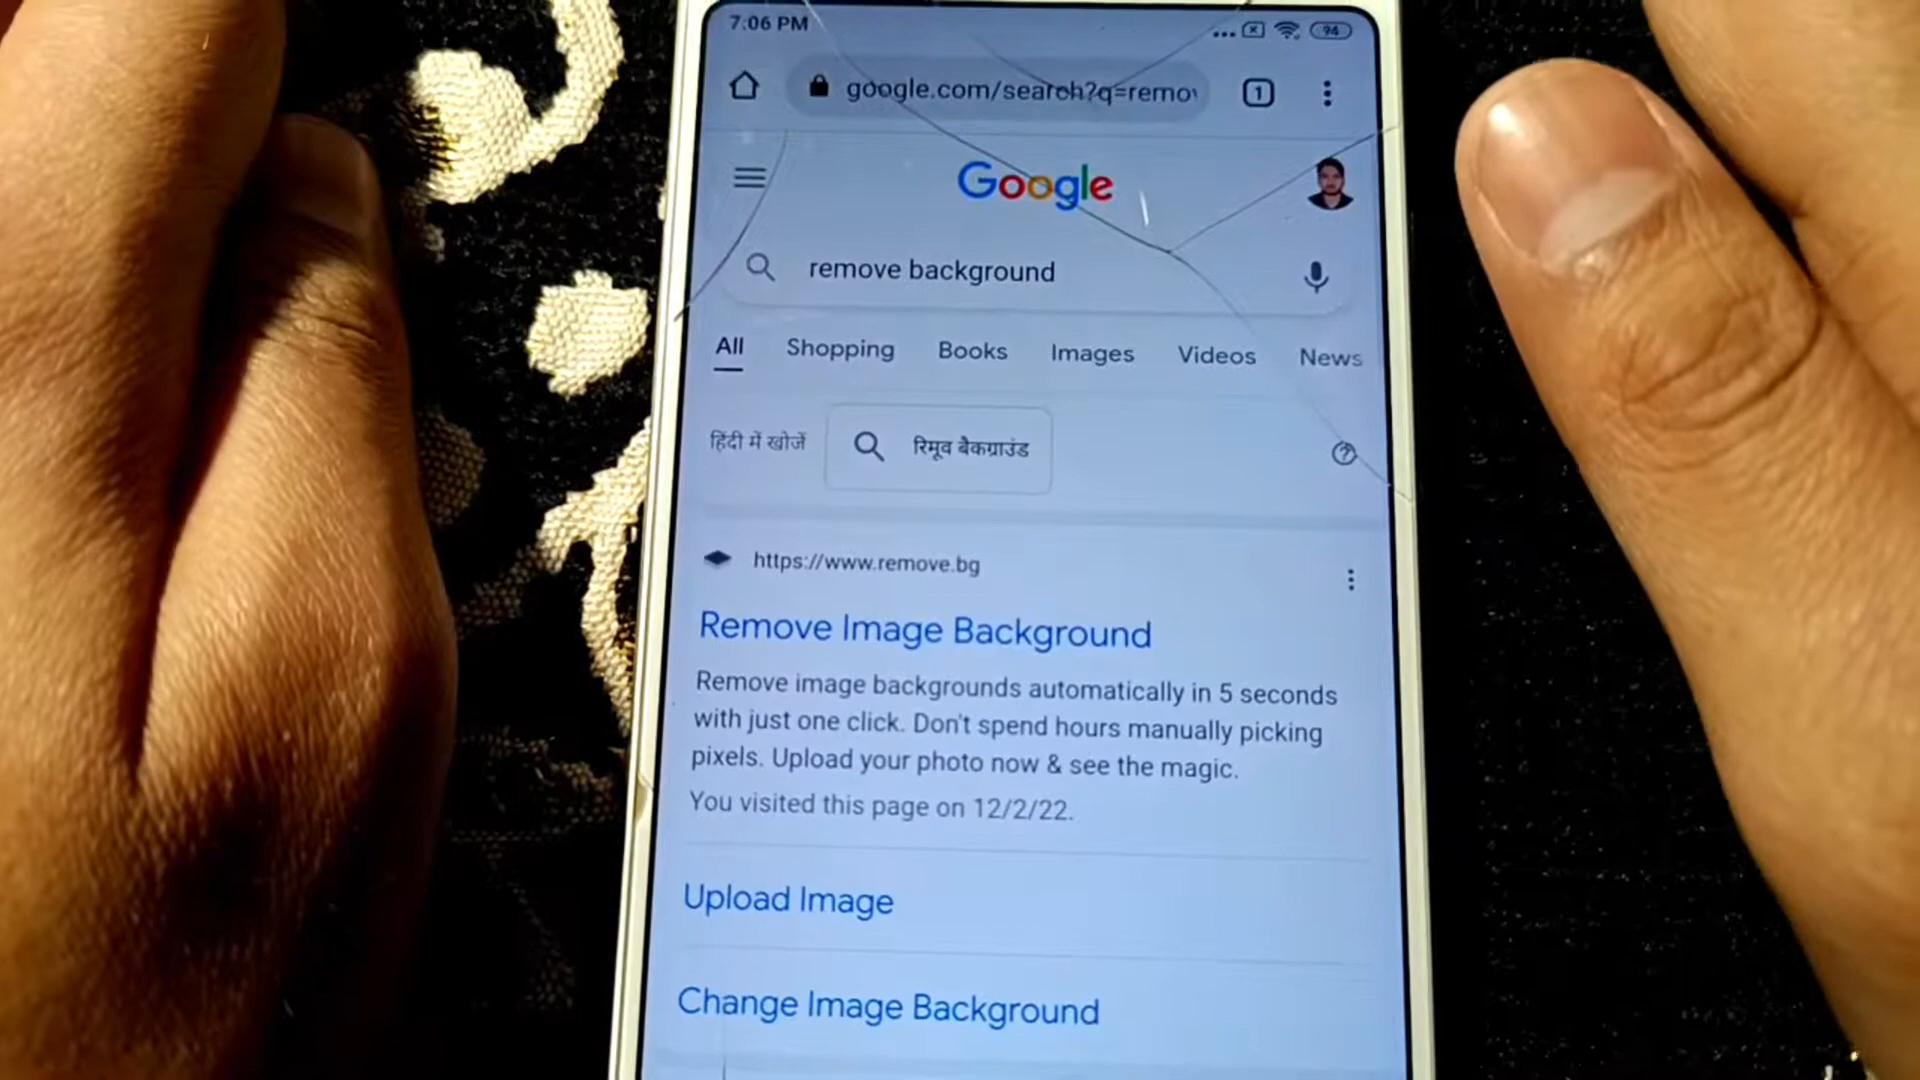 7:06 PM
94
google.com/search?q=remov
1
Google
remove background
All Shopping Books Images Videos News
हिंदी में खोजें
रिमूव बैकग्राउंड
https://www.remove.bg
Remove Image Background
Remove image backgrounds automatically in 5 seconds
with just one click. Don't spend hours manually picking
pixels. Upload your photo now & see the magic.
You visited this page on 12/2/22.
Upload Image
Change Image Background